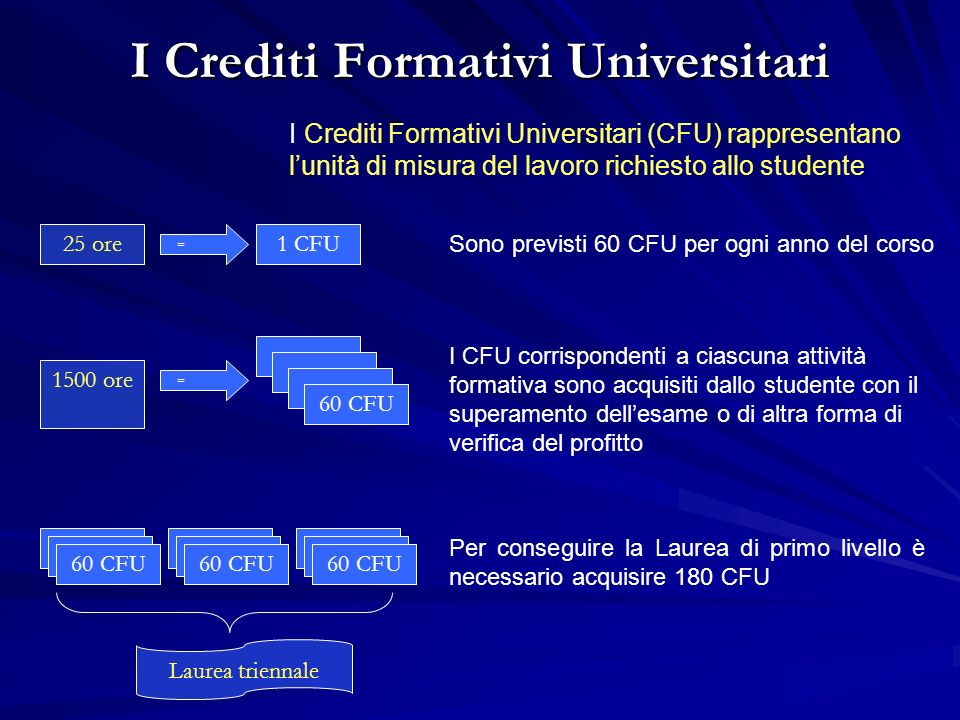 I Crediti Formativi Universitari
I Crediti Formativi Universitari (CFU) rappresentano
l’unità di misura del lavoro richiesto allo studente
25 ore
=
1 CFU
Sono previsti 60 CFU per ogni anno del corso
1500 ore
=
60 CFU
I CFU corrispondenti a ciascuna attività
formativa sono acquisiti dallo studente con il
superamento dell’esame o di altra forma di
verifica del profitto
60 CFU
60 CFU
60 CFU
Per conseguire la Laurea di primo livello è
necessario acquisire 180 CFU
Laurea triennale